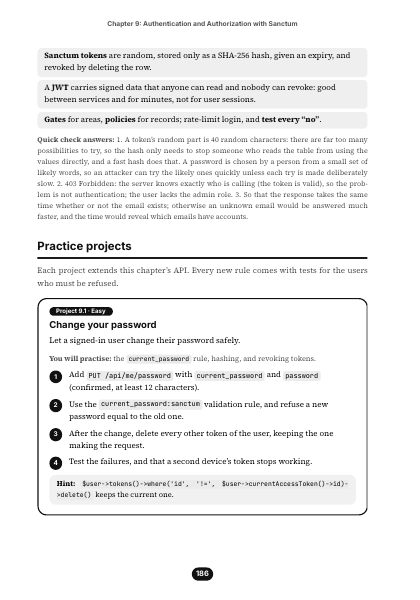 Chapter 9: Authentication and Authorization with Sanctum
Sanctum tokens are random, stored only as a SHA-256 hash, given an expiry, and
revoked by deleting the row.
A JWT carries signed data that anyone can read and nobody can revoke: good
between services and for minutes, not for user sessions.
Gates for areas, policies for records; rate-limit login, and test every “no”.
Quick check answers: 1. A token's random part is 40 random characters: there are far too many
possibilities to try, so the hash only needs to stop someone who reads the table from using the
values directly, and a fast hash does that. A password is chosen by a person from a small set of
likely words, so an attacker can try the likely ones quickly unless each try is made deliberately
slow. 2. 403 Forbidden: the server knows exactly who is calling (the token is valid), so the prob-
lem is not authentication; the user lacks the admin role. 3. So that the response takes the same
time whether or not the email exists; otherwise an unknown email would be answered much
faster, and the time would reveal which emails have accounts.
Practice projects
Each project extends this chapter's API. Every new rule comes with tests for the users
who must be refused.
Project 9.1 · Easy
Change your password
Let a signed-in user change their password safely.
You will practise: the current_password rule, hashing, and revoking tokens.
1 Add PUT /api/me/password with current_password and password
(confirmed, at least 12 characters).
2 Use the current_password:sanctum validation rule, and refuse a new
password equal to the old one.
3 After the change, delete every other token of the user, keeping the one
making the request.
4 Test the failures, and that a second device's token stops working.
Hint: $user->tokens()->where('id', '!=', $user->currentAccessToken()->id)-
>delete() keeps the current one.
186